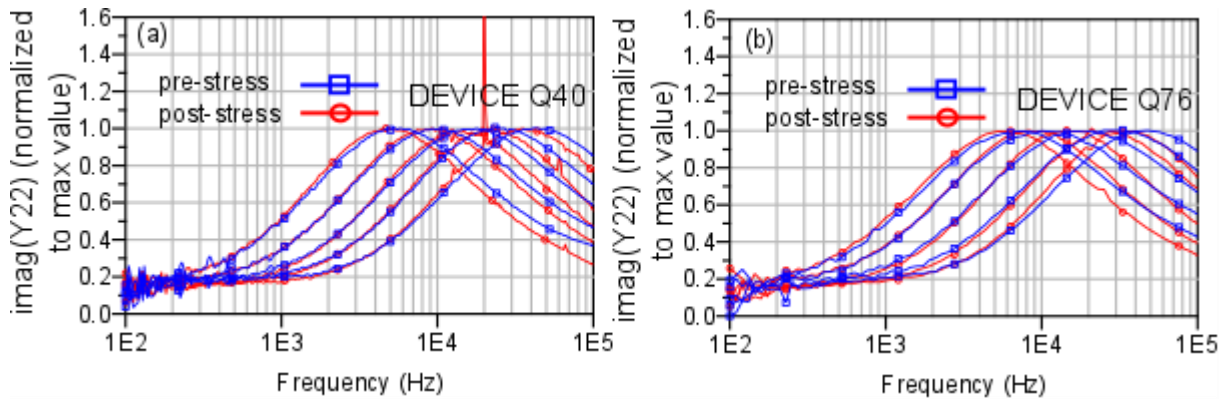 imag(Y22) (normalized
to max value)
1.6
1.4
1.2
1.0
0.8
0.6
0.4
0.2
0.0
(a)
pre-stress
post-stress
DEVICE Q40
1E2
1E3
1E4
1E5
Frequency (Hz)
imag(Y22) (normalized
to max value)
1.6
1.4
1.2
1.0
0.8
0.6
0.4
0.2
0.0
(b)
pre-stress
post-stress
DEVICE Q76
1E2
1E3
1E4
1E5
Frequency (Hz)